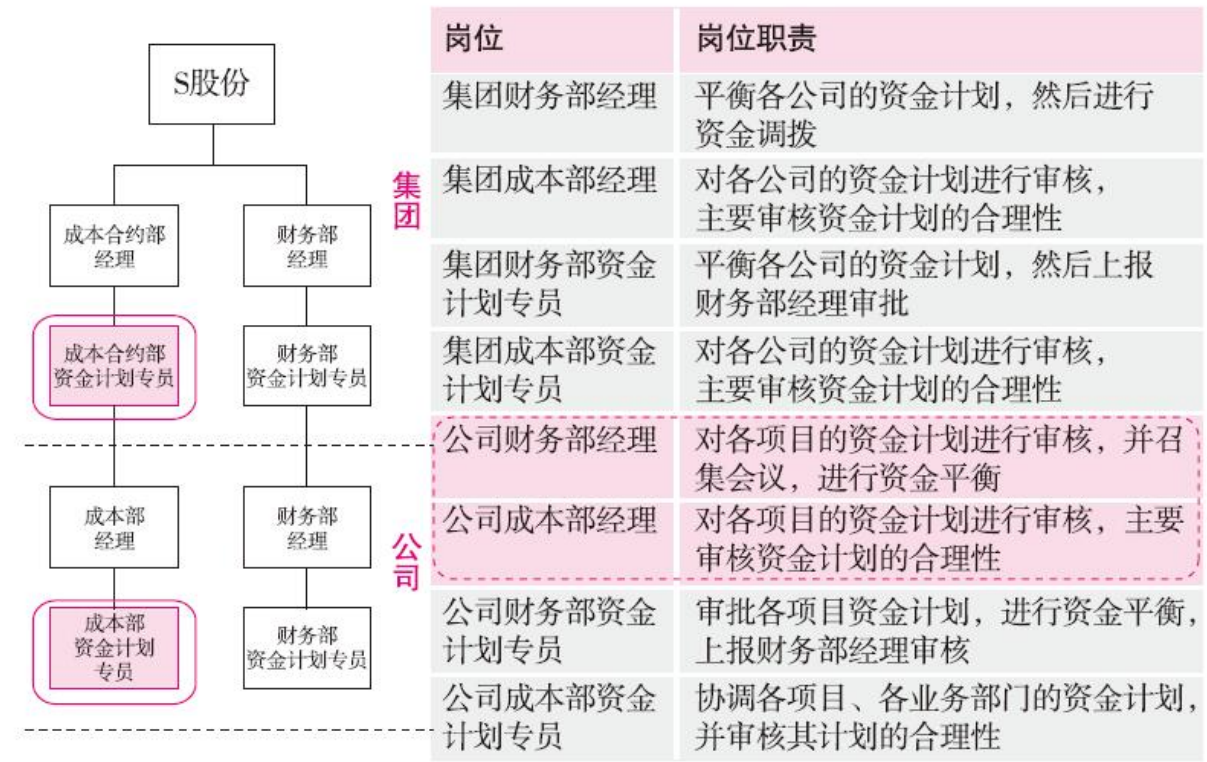 S股份
成本合约部
经理
财务部
经理
成本合约部
资金计划专员
财务部
资金计划专员
成本部
经理
财务部
经理
成本部
资金计划
专员
财务部
资金计划专员
集团
公司
岗位
岗位职责
集团财务部经理
平衡各公司的资金计划，然后进行
资金调拨
集团成本部经理
对各公司的资金计划进行审核，
主要审核资金计划的合理性
集团财务部资金
计划专员
平衡各公司的资金计划，然后上报
财务部经理审批
集团成本部资金
计划专员
对各公司的资金计划进行审核，
主要审核资金计划的合理性
公司财务部经理
对各项目的资金计划进行审核，并召
集会议，进行资金平衡
公司成本部经理
对各项目的资金计划进行审核，主要
审核资金计划的合理性
公司财务部资金
计划专员
审批各项目资金计划，进行资金平衡，
上报财务部经理审核
公司成本部资金
计划专员
协调各项目、各业务部门的资金计划，
并审核其计划的合理性